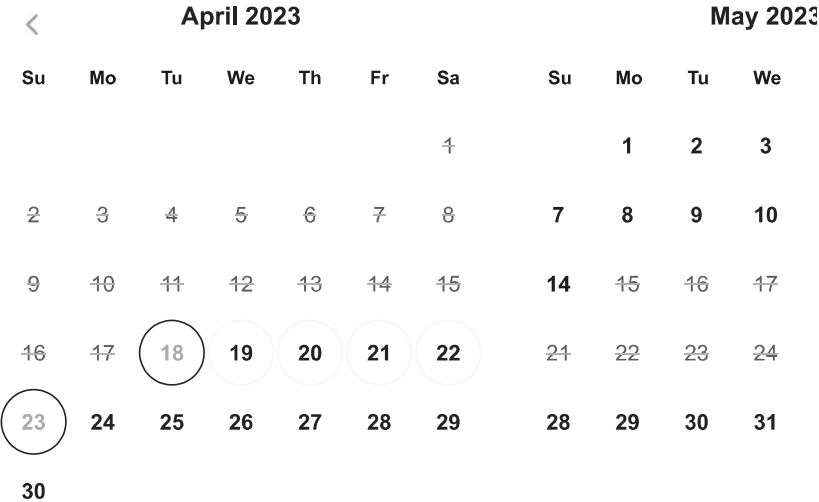 April 2023 May 2023
Su Mo Tu We Th Fr Sa Su Mo Tu We
1 1 2 3
2 3 4 5 6 7 8 7 8 9 10
9 10 11 12 13 14 15 14 15 16 17
16 17 18 19 20 21 22 21 22 23 24
23 24 25 26 27 28 29 28 29 30 31
30